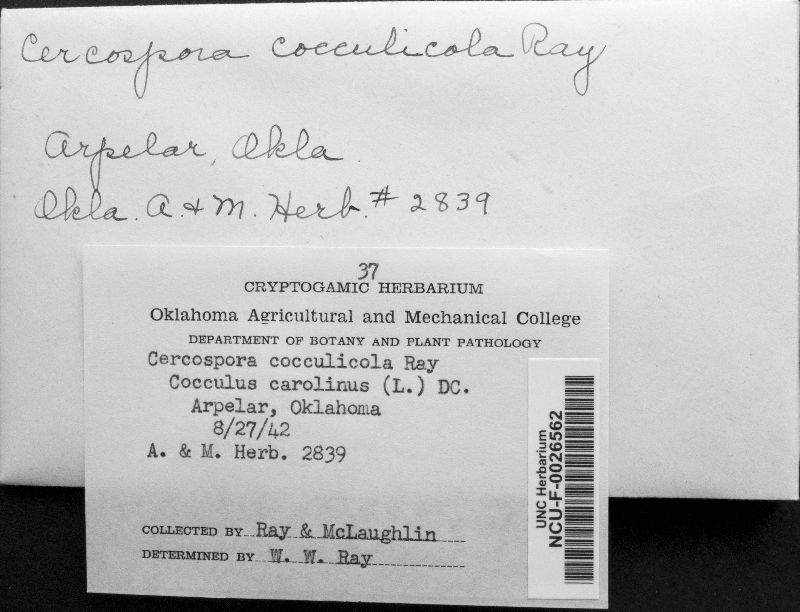 Cercospora cocculicola Ray
Arpelar, Okla.
Okla. A. & M. Herb. # 2839
37
CRYPTOGAMIC HERBARIUM
Oklahoma Agricultural and Mechanical College
DEPARTMENT OF BOTANY AND PLANT PATHOLOGY
Cercospora cocculicola Ray
Cocculus carolinus (L.) DC.
Arpelar, Oklahoma
8/27/42
A. & M. Herb. 2839
COLLECTED BY Ray & McLaughlin
DETERMINED BY W. W. Ray
UNC Herbarium
NCU-F-0026562